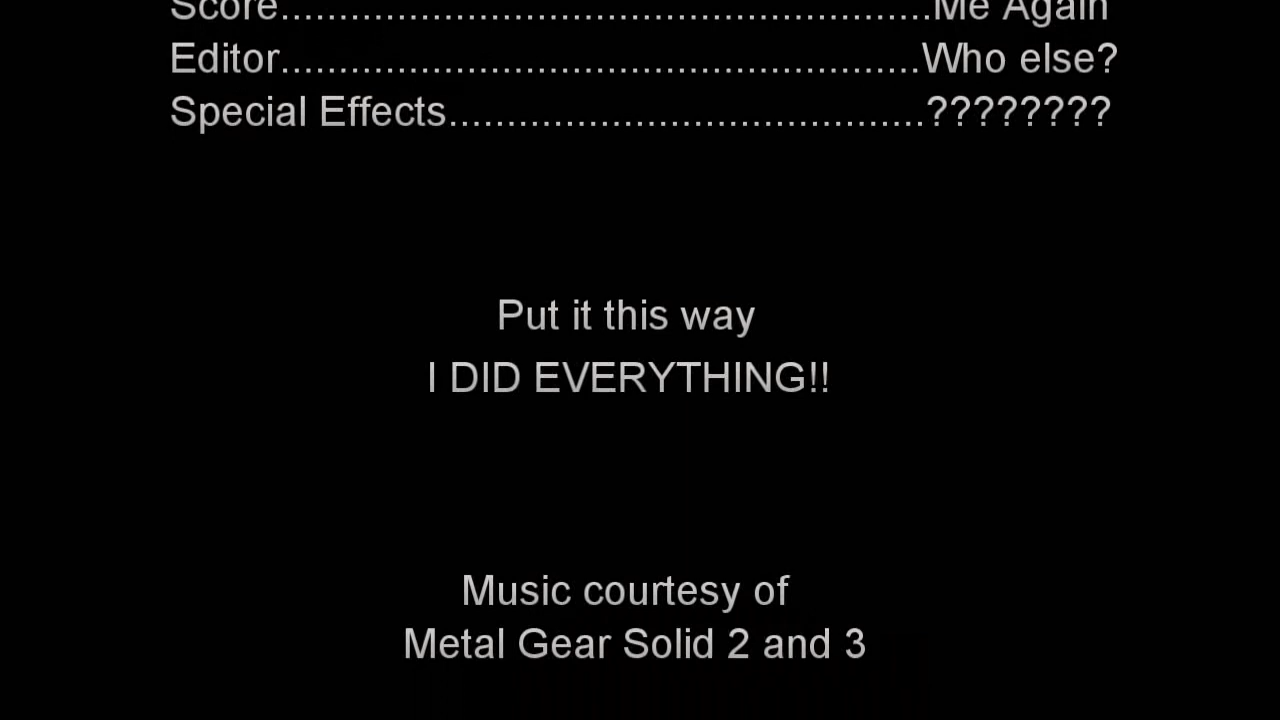 Score........................................................Me Again
Editor.......................................................Who else?
Special Effects.........................................????????
Put it this way
I DID EVERYTHING!!
Music courtesy of
Metal Gear Solid 2 and 3